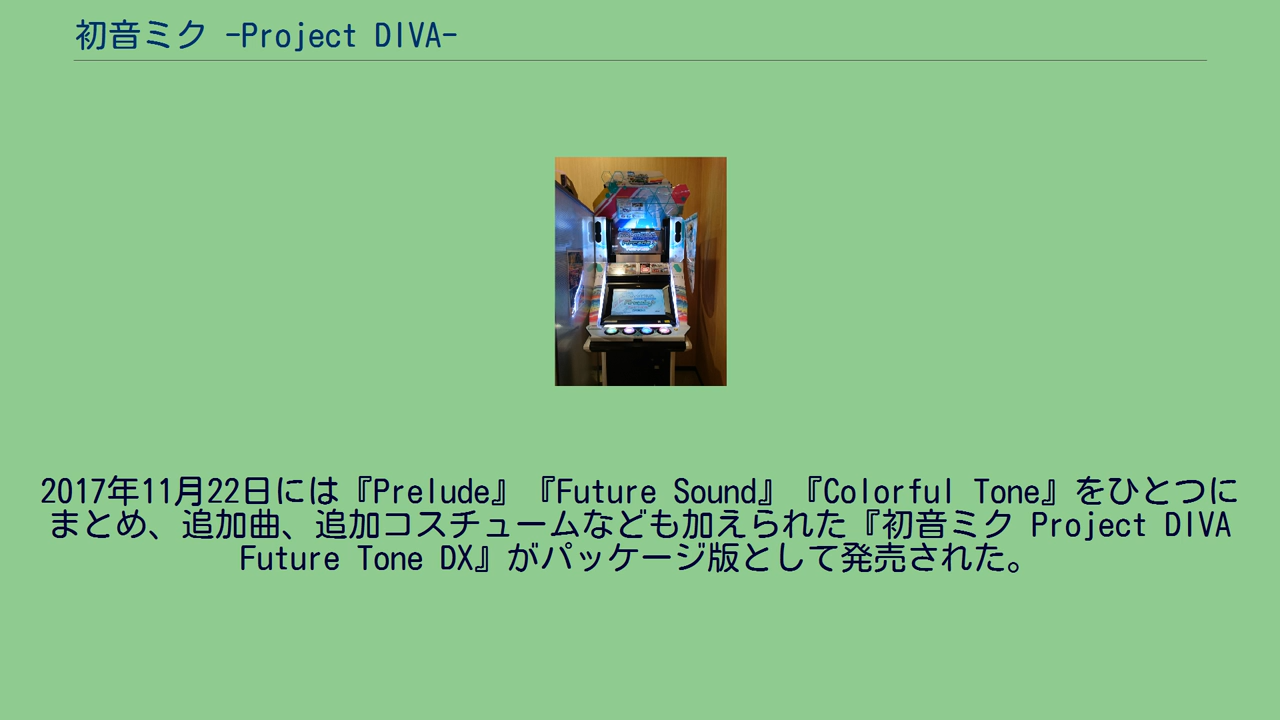 初音ミク -Project DIVA-
2017年11月22日には『Prelude』『Future Sound』『Colorful Tone』をひとつに
まとめ、追加曲、追加コスチュームなども加えられた『初音ミク Project DIVA
Future Tone DX』がパッケージ版として発売された。